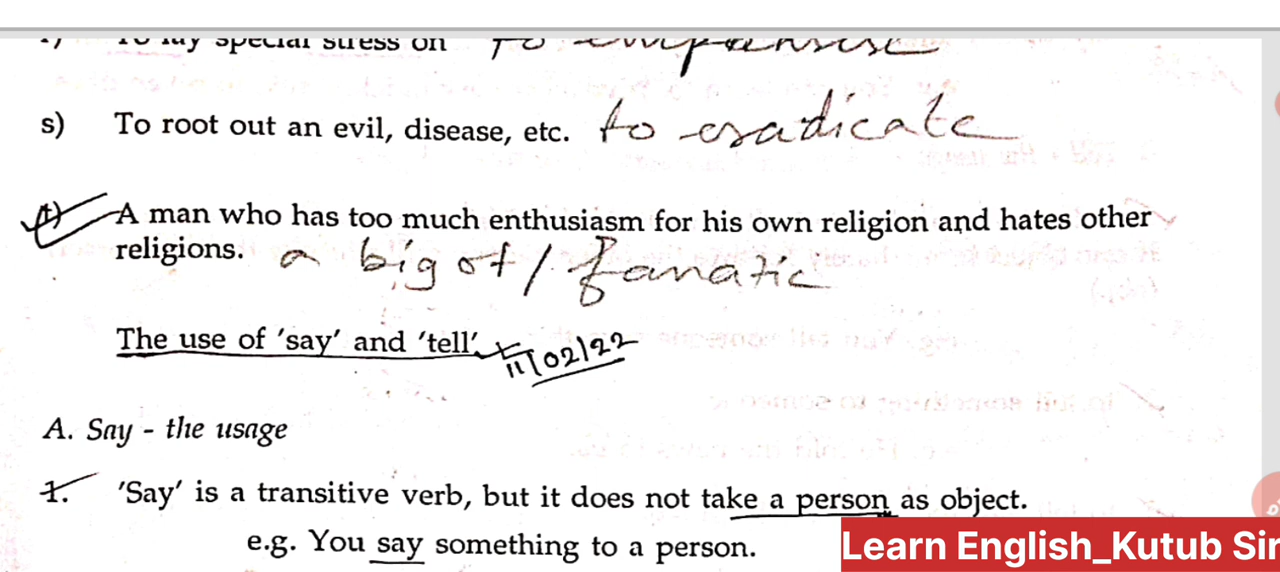 To lay special stress on to emphasise
s) To root out an evil, disease, etc. to eradicate
t) A man who has too much enthusiasm for his own religion and hates other
religions. a bigot / fanatic
The use of 'say' and 'tell' 11/02/22
A. Say - the usage
1. 'Say' is a transitive verb, but it does not take a person as object.
e.g. You say something to a person.
Learn English_Kutub Sir